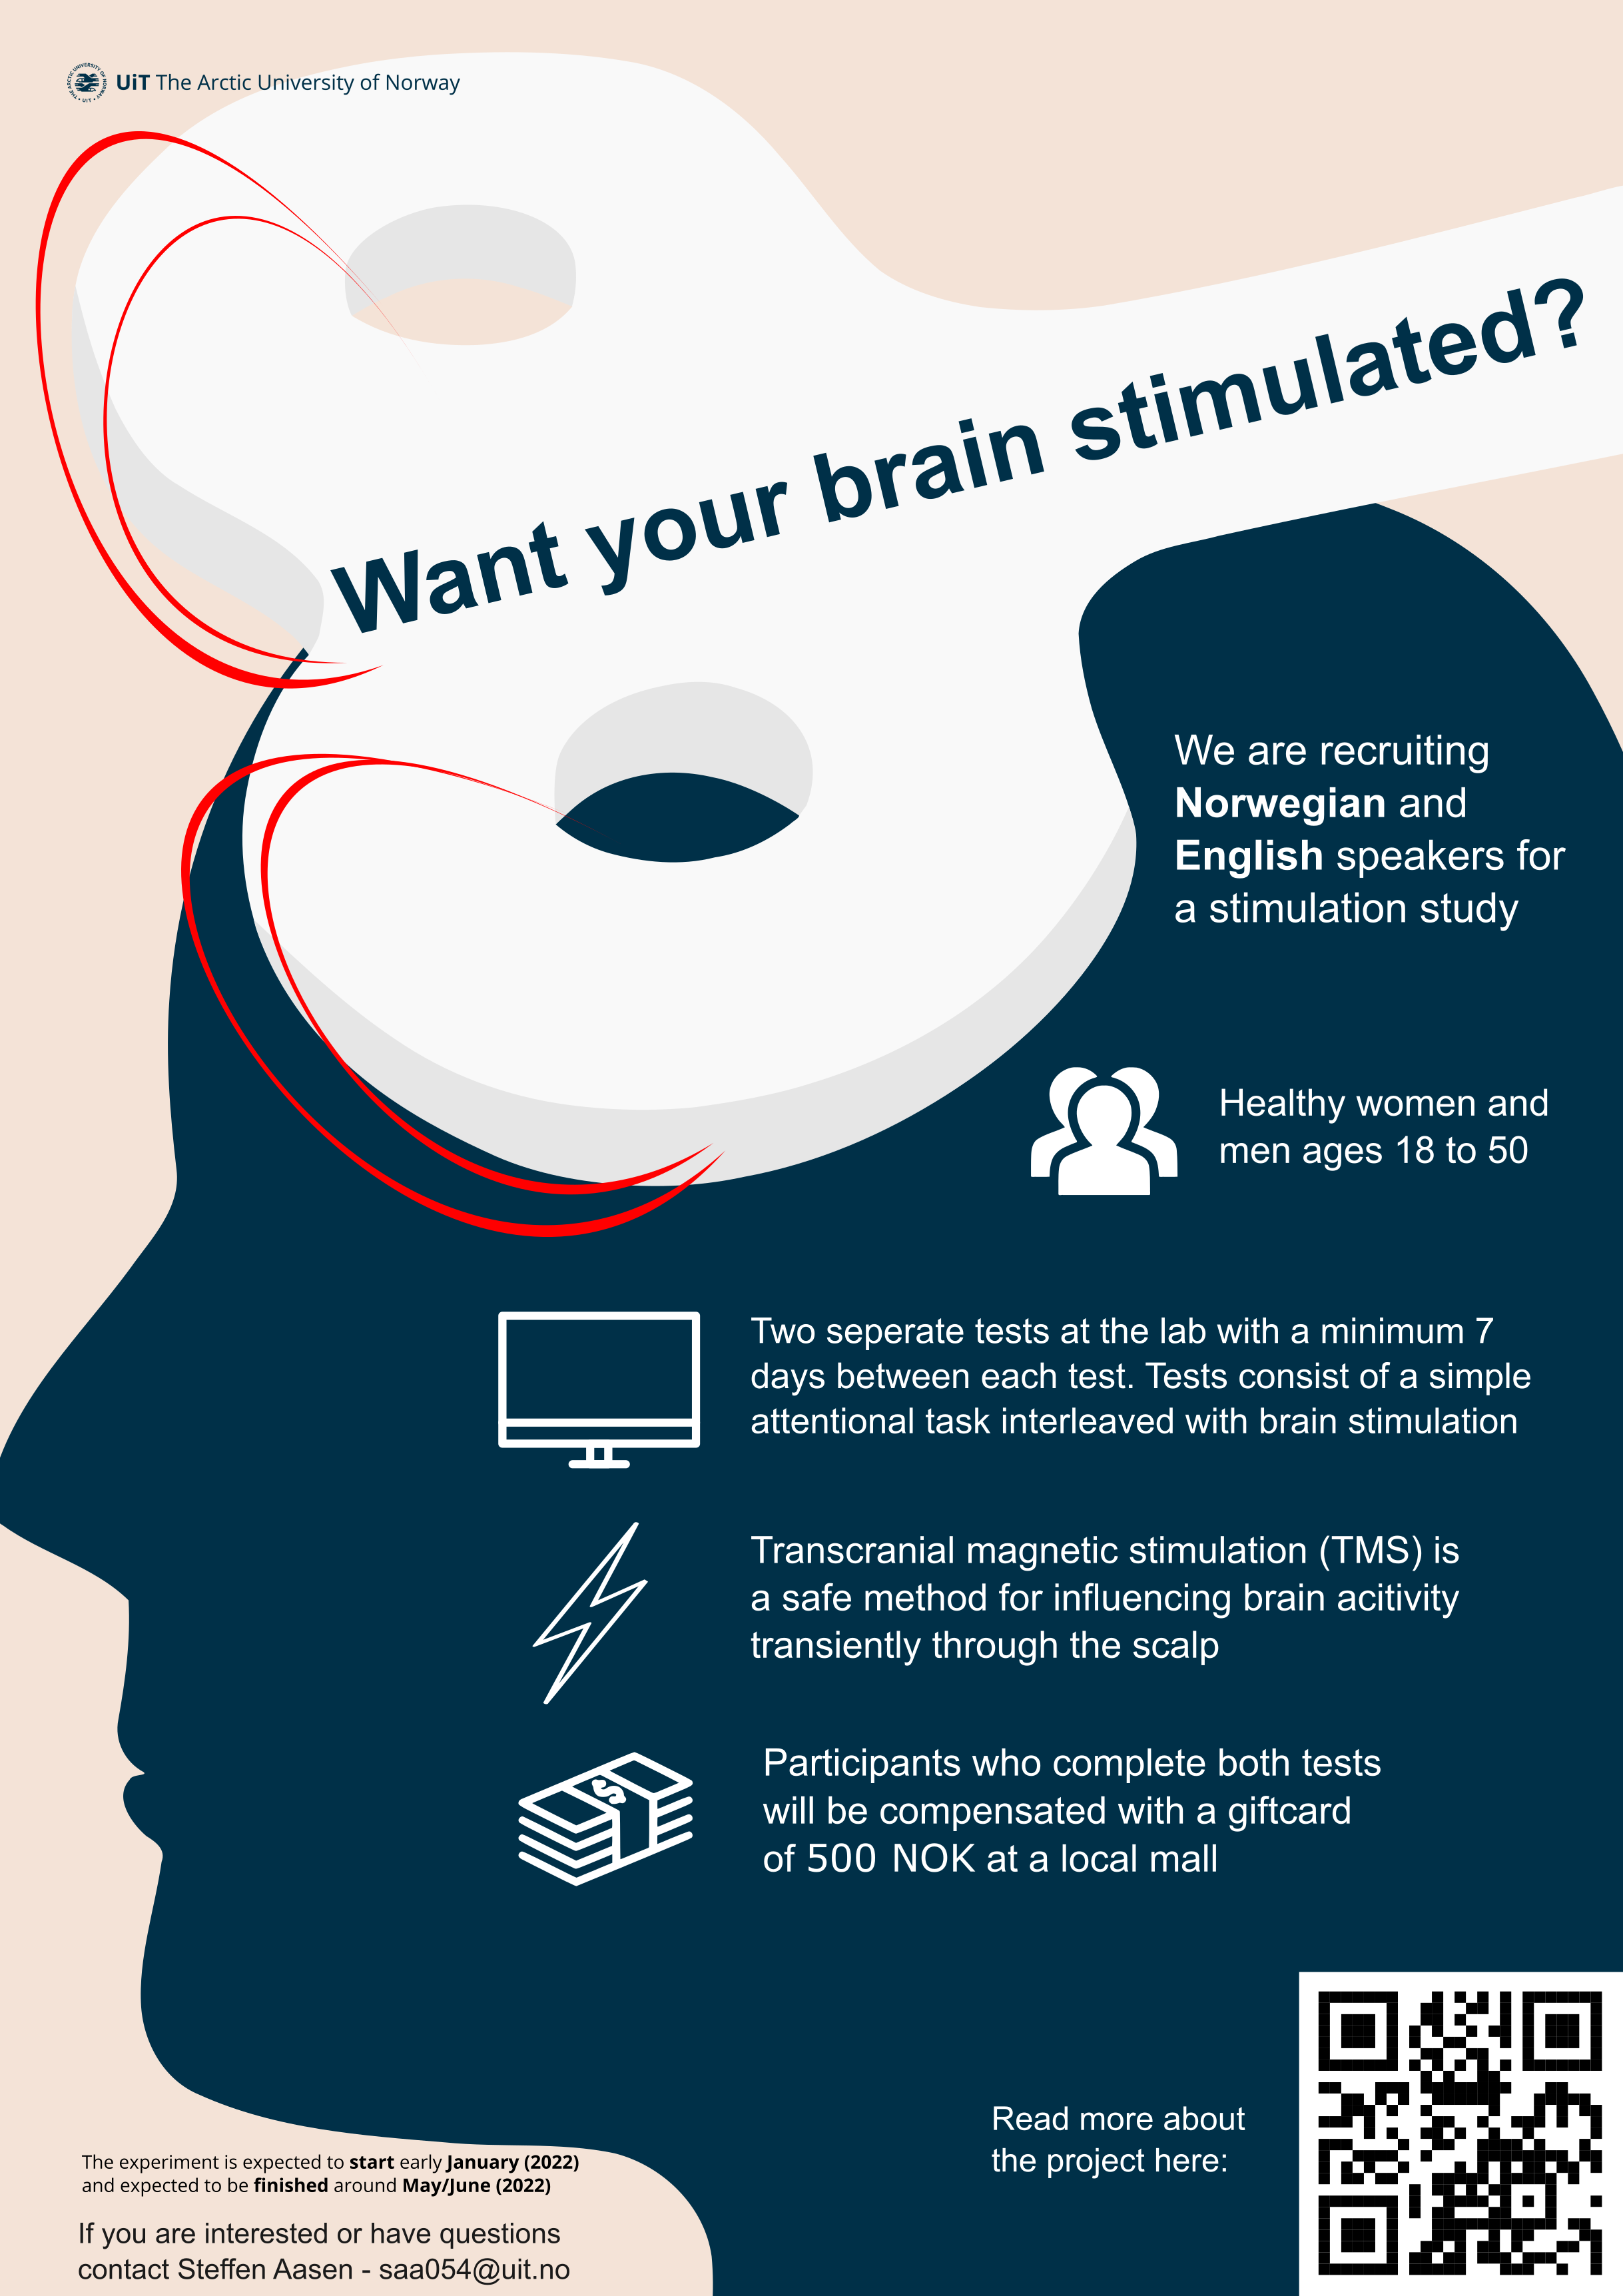 UiT The Arctic University of Norway
Want your brain stimulated?
We are recruiting
Norwegian and
English speakers for
a stimulation study
Healthy women and
men ages 18 to 50
Two seperate tests at the lab with a minimum 7
days between each test. Tests consist of a simple
attentional task interleaved with brain stimulation
Transcranial magnetic stimulation (TMS) is
a safe method for influencing brain acitivity
transiently through the scalp
$
Participants who complete both tests
will be compensated with a giftcard
of 500 NOK at a local mall
Read more about
the project here:
The experiment is expected to start early January (2022)
and expected to be finished around May/June (2022)
If you are interested or have questions
contact Steffen Aasen - saa054@uit.no